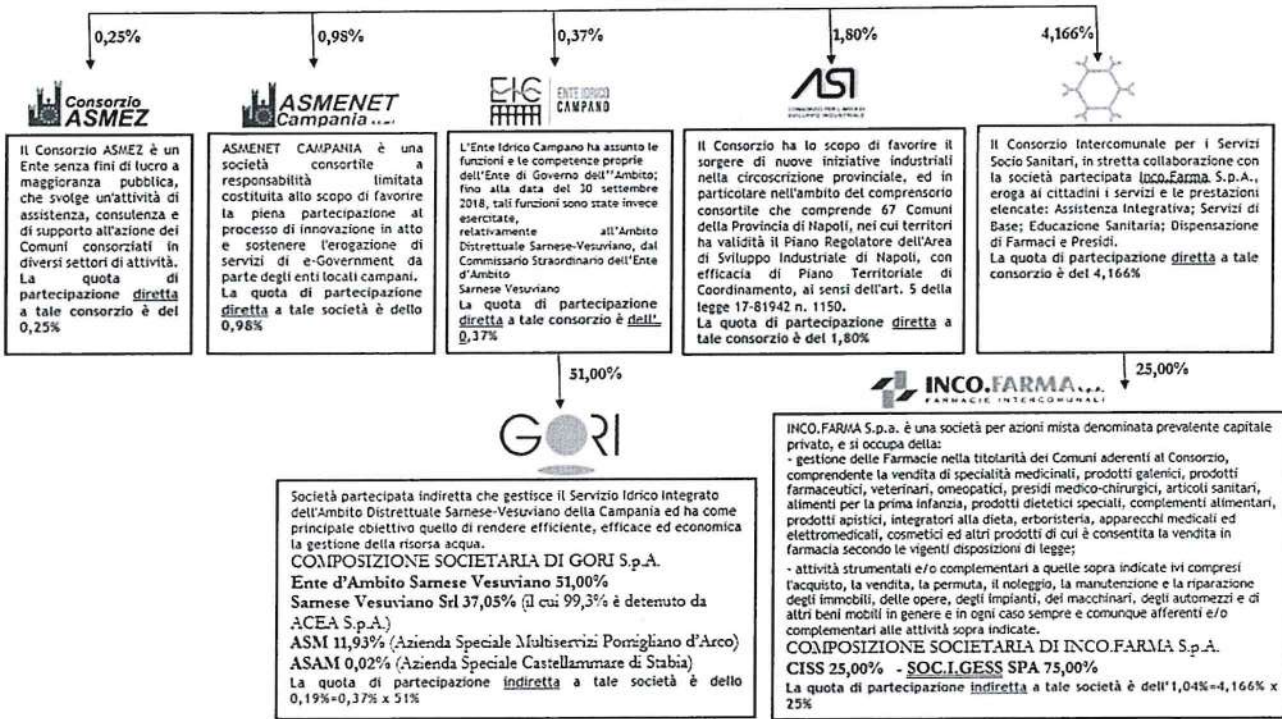 0,25%
0,98%
0,37%
1,80%
4,166%
Consorzio
ASMEZ
Il Consorzio ASMEZ è un
Ente senza fini di lucro a
maggioranza pubblica,
che svolge un'attività di
assistenza, consulenza e
di supporto all'azione dei
Comuni consorziati in
diversi settori di attività.
La quota di
partecipazione diretta
a tale consorzio è del
0,25%
ASMENET
Campania s.c.a r.l.
ASMENET CAMPANIA è una
società consortile a
responsabilità limitata
costituita allo scopo di favorire
la piena partecipazione al
processo di innovazione in atto
e sostenere l'erogazione di
servizi di e-Government da
parte degli enti locali campani.
La quota di partecipazione
diretta a tale società è dello
0,98%
EIC
ENTE IDRICO
CAMPANO
L'Ente Idrico Campano ha assunto le
funzioni e le competenze proprie
dell'Ente di Governo dell''Ambito;
fino alla data del 30 settembre
2018, tali funzioni sono state invece
esercitate,
relativamente all'Ambito
Distrettuale Sarnese-Vesuviano, dal
Commissario Straordinario dell'Ente
d'Ambito
Sarnese Vesuviano
La quota di partecipazione
diretta a tale consorzio è dell'
0,37%
ASI
CONSORZIO PER L'AREA DI
SVILUPPO INDUSTRIALE
Il Consorzio ha lo scopo di favorire il
sorgere di nuove iniziative industriali
nella circoscrizione provinciale, ed in
particolare nell'ambito del comprensorio
consortile che comprende 67 Comuni
della Provincia di Napoli, nei cui territori
ha validità il Piano Regolatore dell'Area
di Sviluppo Industriale di Napoli, con
efficacia di Piano Territoriale di
Coordinamento, ai sensi dell'art. 5 della
legge 17-81942 n. 1150.
La quota di partecipazione diretta a
tale consorzio è del 1,80%
Il Consorzio Intercomunale per i Servizi
Socio Sanitari, in stretta collaborazione con
la società partecipata Inco.Farma S.p.A.,
eroga ai cittadini i servizi e le prestazioni
elencate: Assistenza Integrativa; Servizi di
Base; Educazione Sanitaria; Dispensazione
di Farmaci e Presidi.
La quota di partecipazione diretta a tale
consorzio è del 4,166%
51,00%
25,00%
GORI
Società partecipata indiretta che gestisce il Servizio Idrico Integrato
dell'Ambito Distrettuale Sarnese-Vesuviano della Campania ed ha come
principale obiettivo quello di rendere efficiente, efficace ed economica
la gestione della risorsa acqua.
COMPOSIZIONE SOCIETARIA DI GORI S.p.A.
Ente d'Ambito Sarnese Vesuviano 51,00%
Sarnese Vesuviano Srl 37,05% (il cui 99,3% è detenuto da
ACEA S.p.A.)
ASM 11,93% (Azienda Speciale Multiservizi Pomigliano d'Arco)
ASAM 0,02% (Azienda Speciale Castellammare di Stabia)
La quota di partecipazione indiretta a tale società è dello
0,19%=0,37% x 51%
INCO.FARMA s.p.a.
FARMACIE INTERCOMUNALI
INCO.FARMA S.p.a. è una società per azioni mista denominata prevalente capitale
privato, e si occupa della:
- gestione delle Farmacie nella titolarità dei Comuni aderenti al Consorzio,
comprendente la vendita di specialità medicinali, prodotti galenici, prodotti
farmaceutici, veterinari, omeopatici, presidi medico-chirurgici, articoli sanitari,
alimenti per la prima infanzia, prodotti dietetici speciali, complementi alimentari,
prodotti apistici, integratori alla dieta, erboristeria, apparecchi medicali ed
elettromedicali, cosmetici ed altri prodotti di cui è consentita la vendita in
farmacia secondo le vigenti disposizioni di legge;
- attività strumentali e/o complementari a quelle sopra indicate ivi compresi
l'acquisto, la vendita, la permuta, il noleggio, la manutenzione e la riparazione
degli immobili, delle opere, degli impianti, dei macchinari, degli automezzi e di
altri beni mobili in genere e in ogni caso sempre e comunque afferenti e/o
complementari alle attività sopra indicate.
COMPOSIZIONE SOCIETARIA DI INCO.FARMA S.p.A.
CISS 25,00% - SOC.I.GESS SPA 75,00%
La quota di partecipazione indiretta a tale società è dell'1,04%=4,166% x
25%